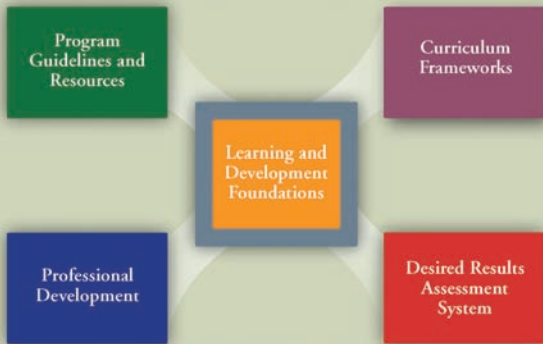 Program
Guidelines and
Resources
Curriculum
Frameworks
Learning and
Development
Foundations
Professional
Development
Desired Results
Assessment
System